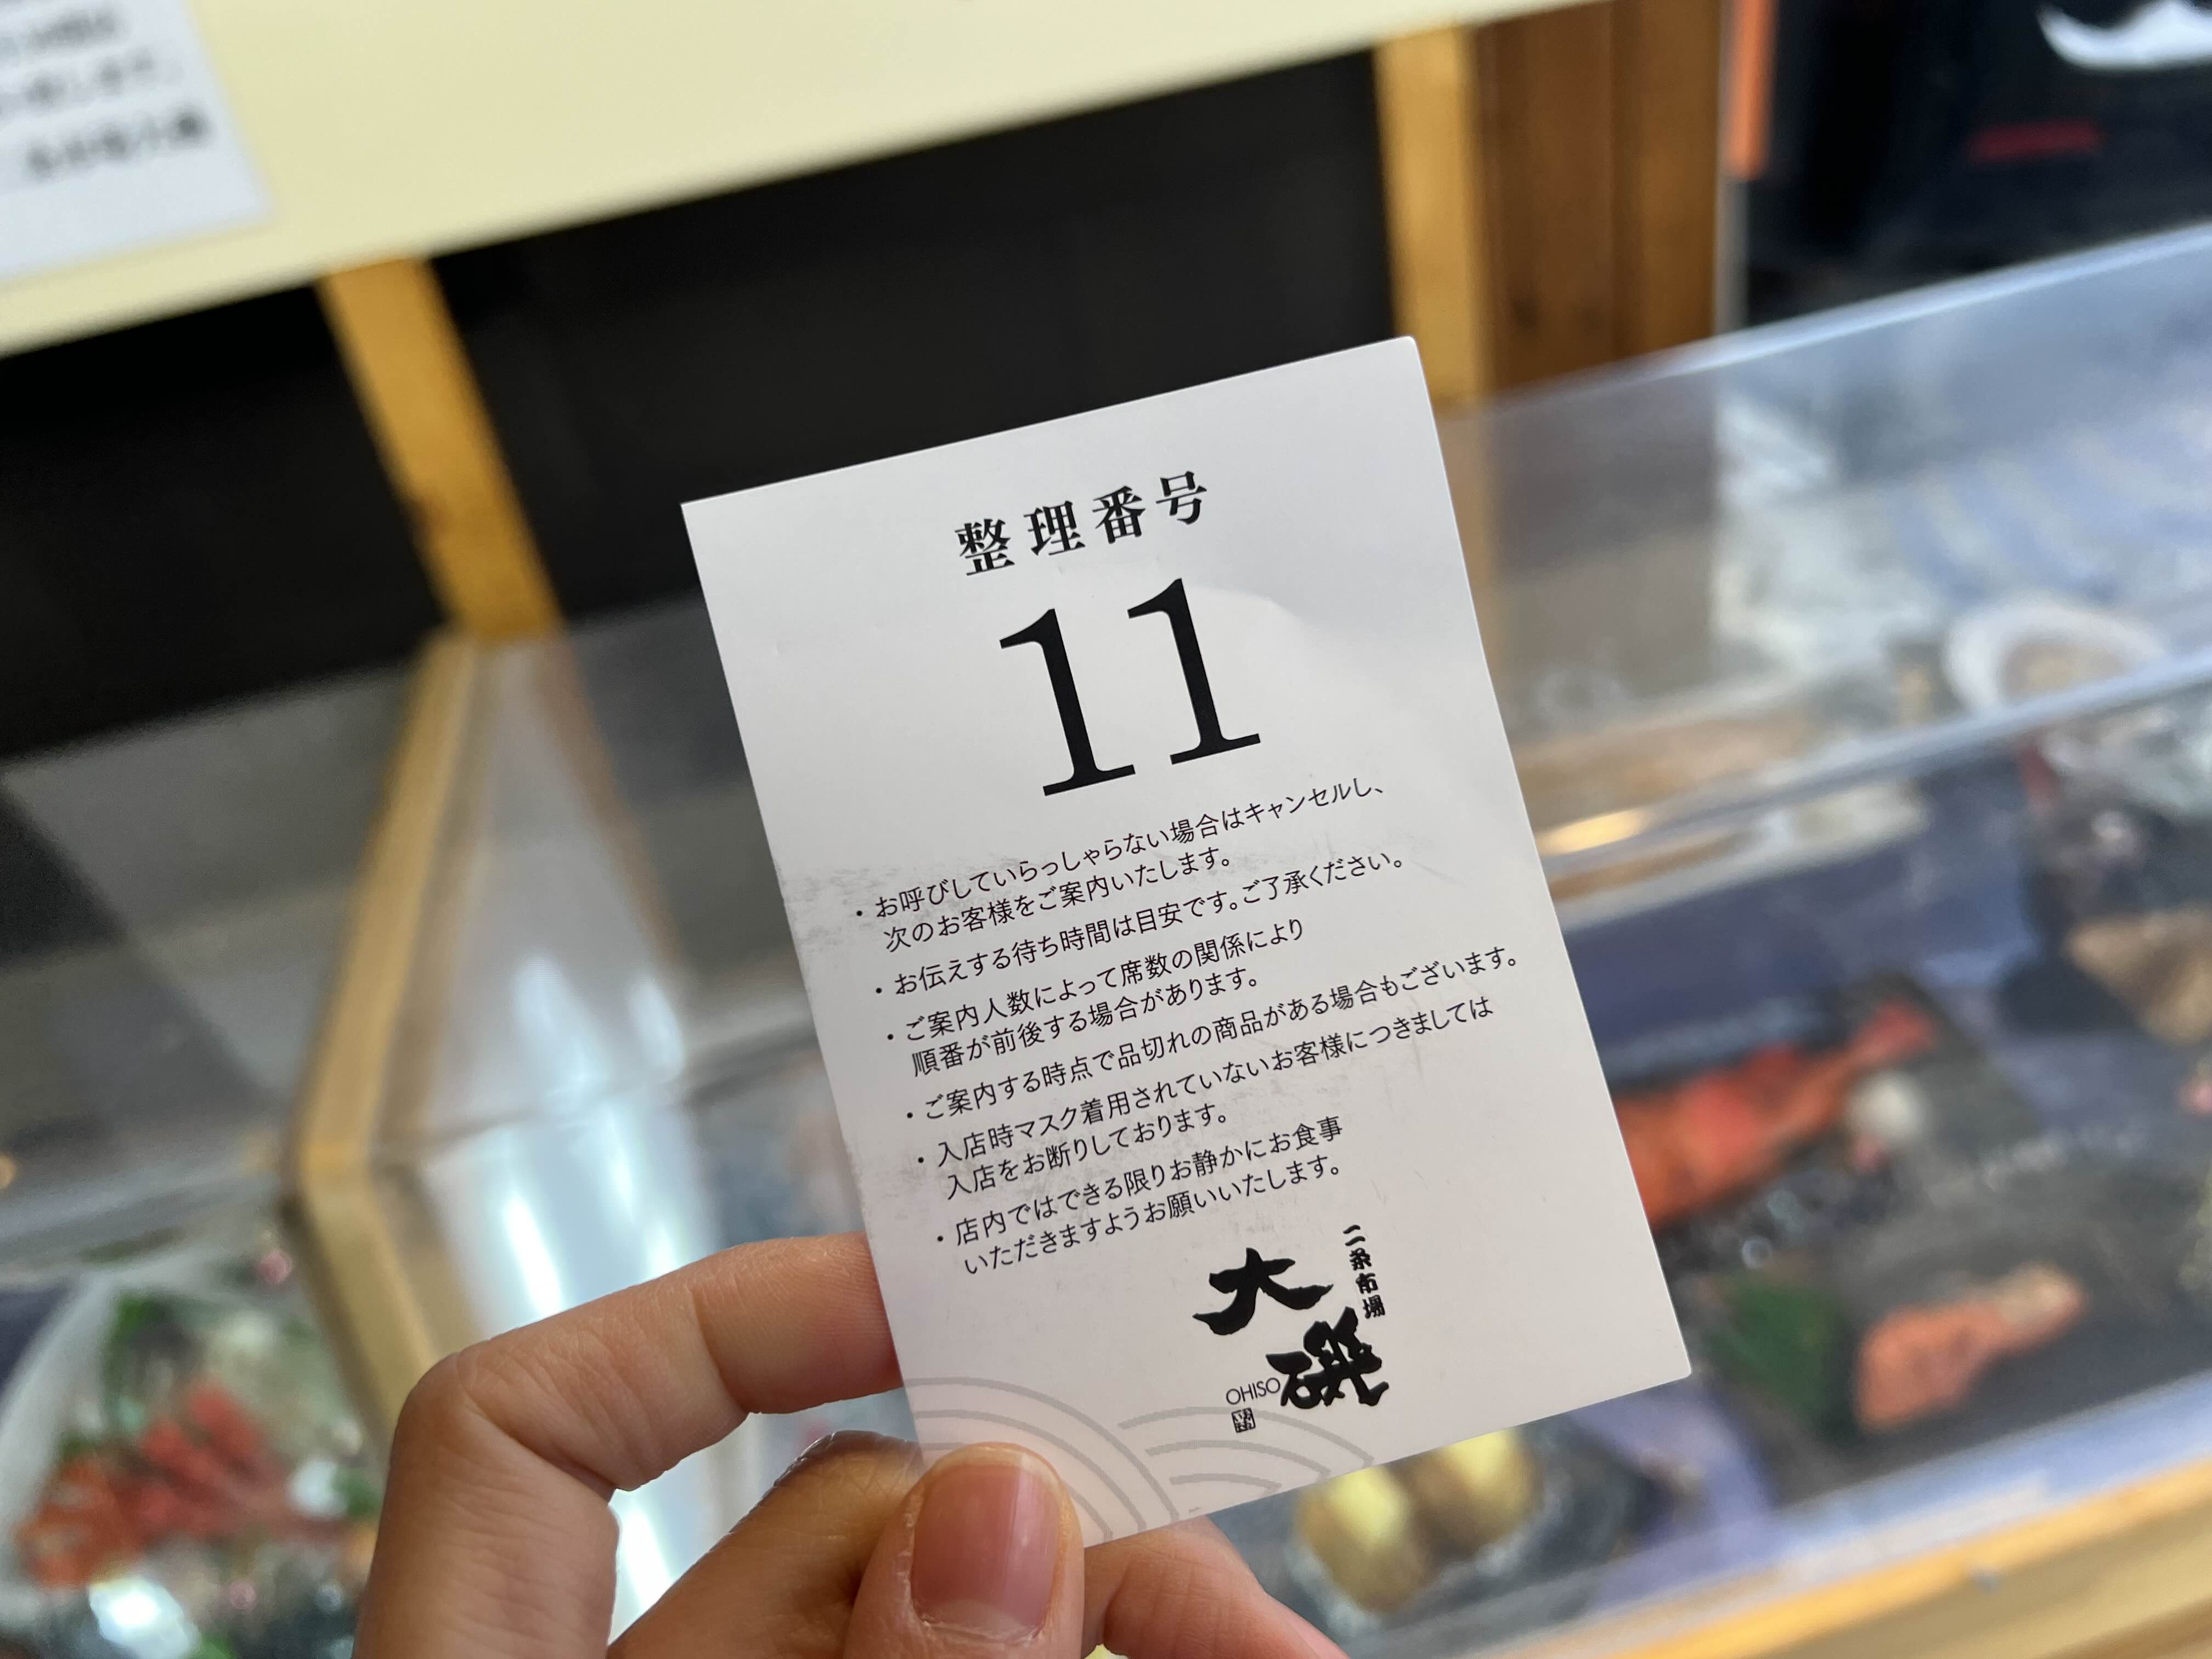 整理番号
11
・お呼びしていらっしゃらない場合はキャンセルし、
次のお客様をご案内いたします。
・お伝えする待ち時間は目安です。ご了承ください。
・ご案内人数によって席数の関係により
順番が前後する場合があります。
・ご案内する時点で品切れの商品がある場合もございます。
・入店時マスク着用されていないお客様につきましては
入店をお断りしております。
・店内ではできる限りお静かにお食事
いただきますようお願いいたします。
二条市場
大磯
OHISO